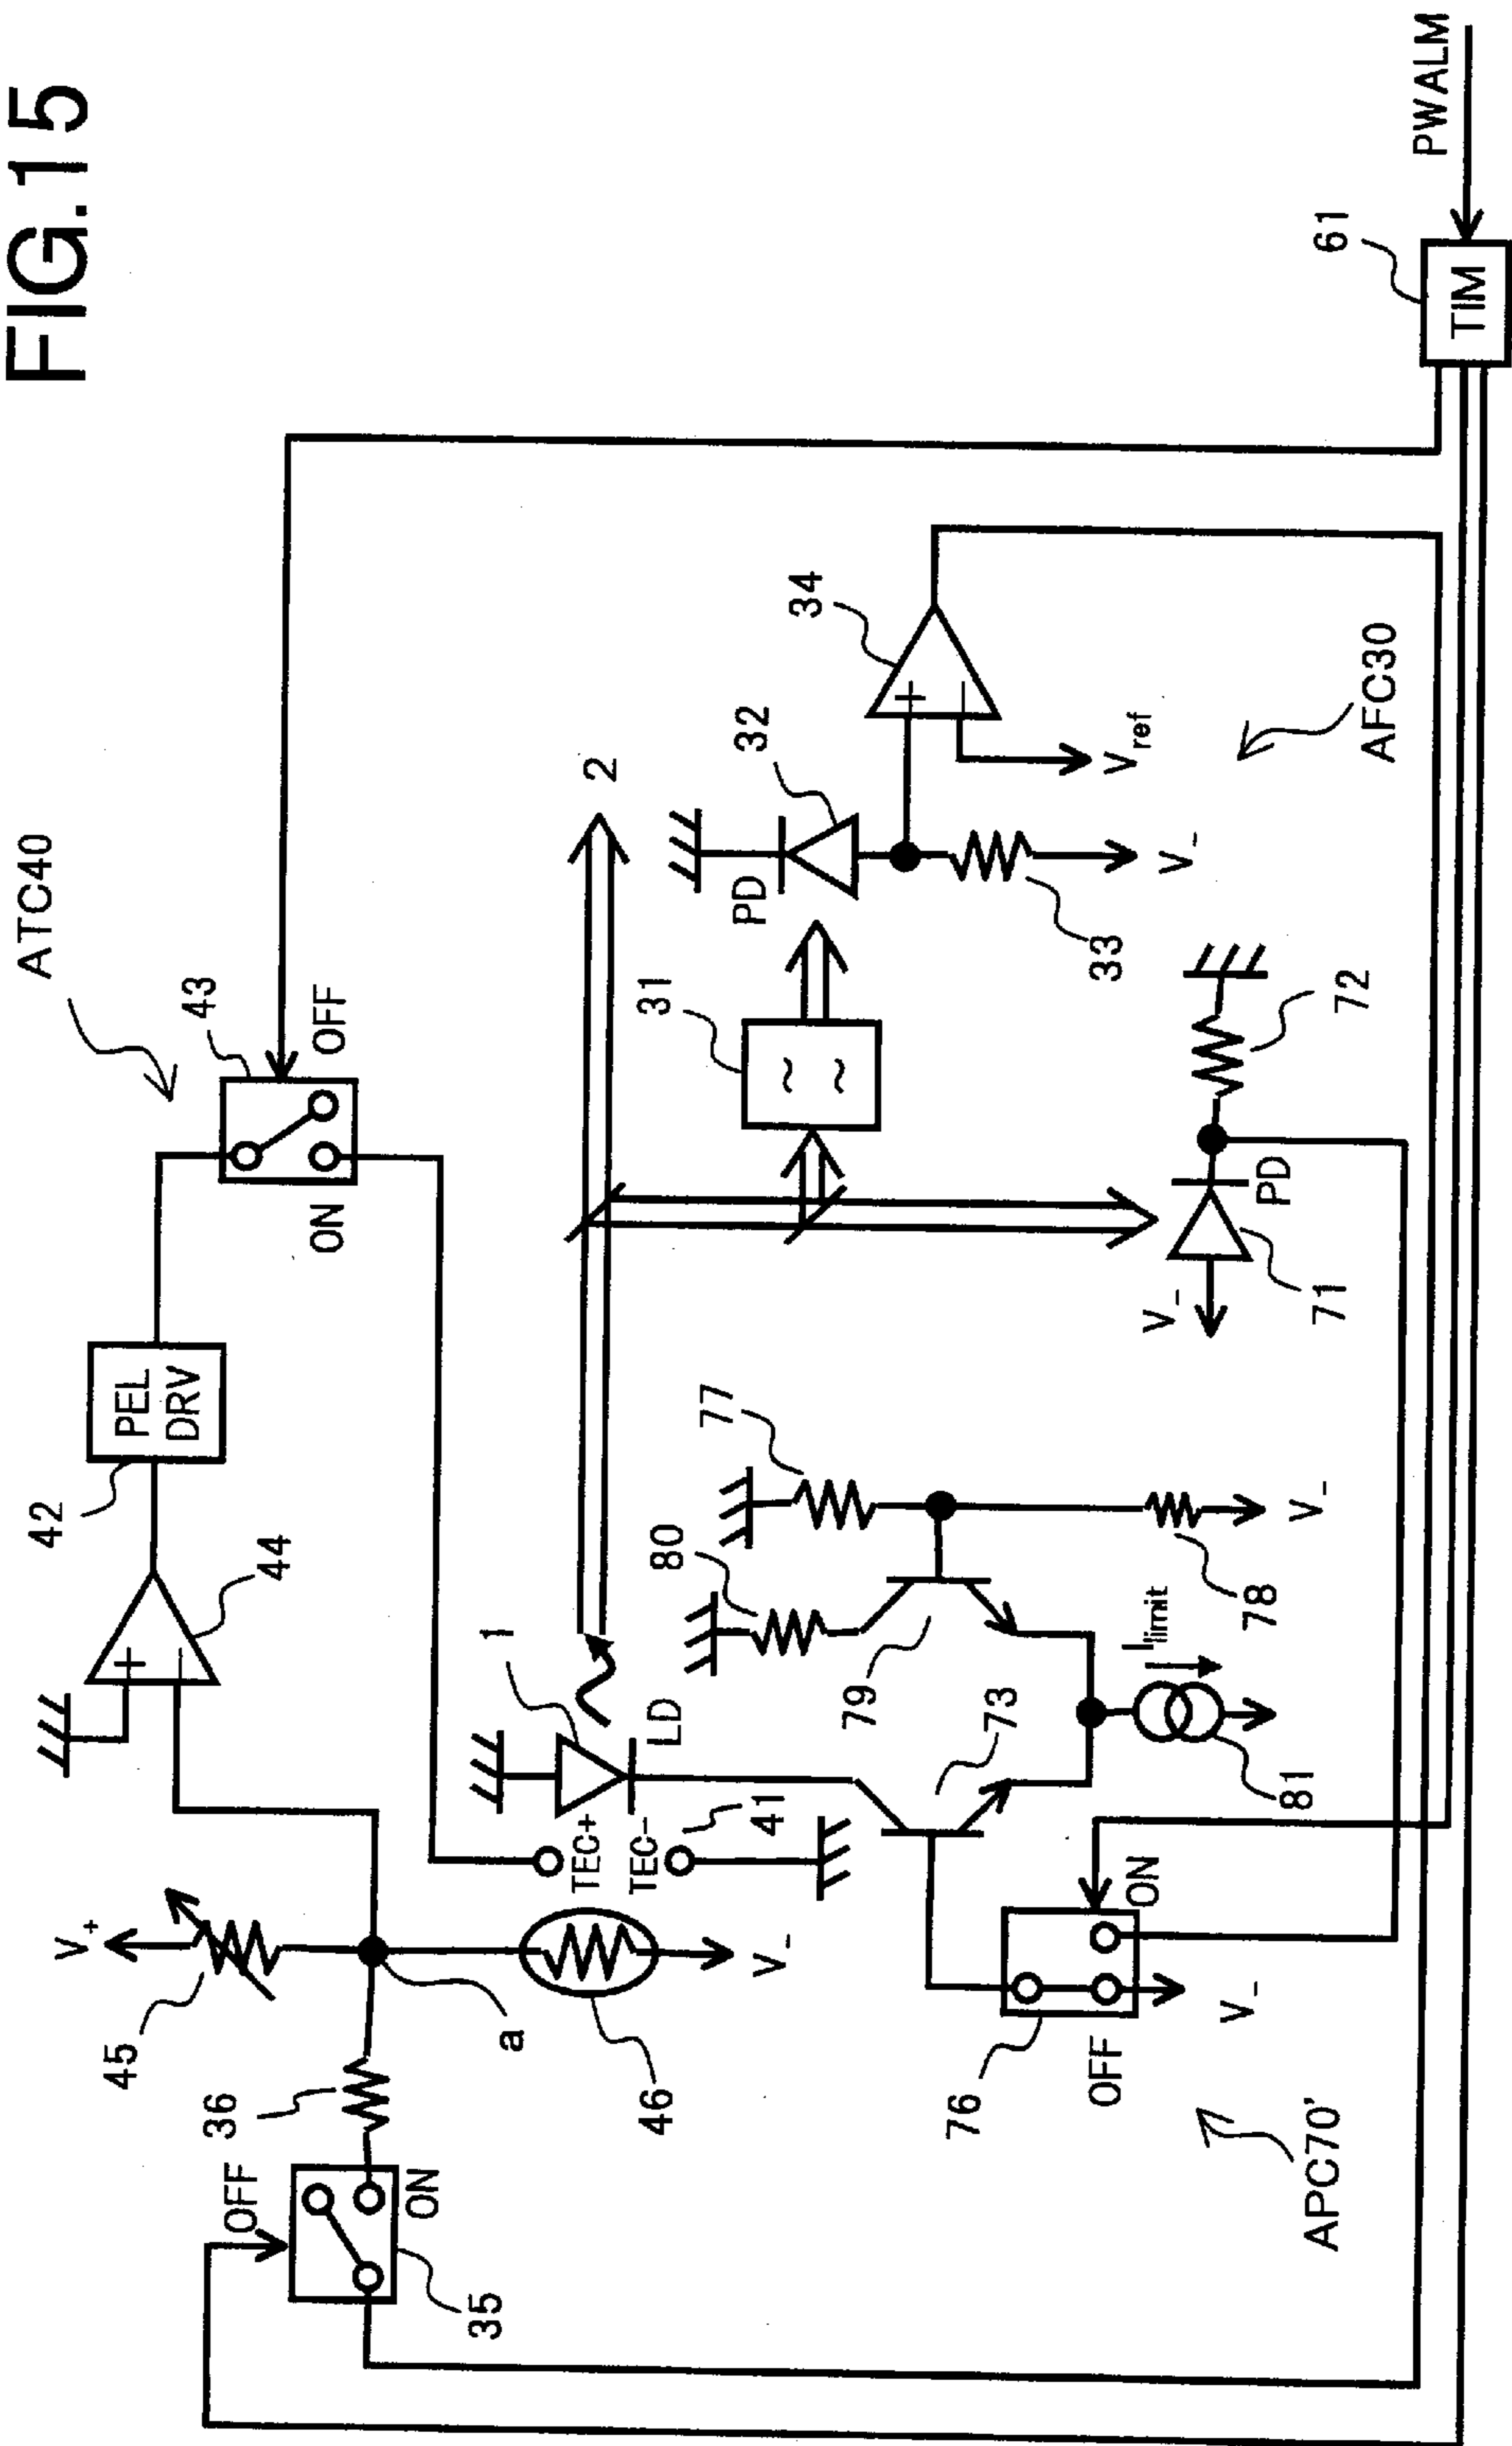 FIG.15
ATC40
V+
45
36
OFF
ON
35
a
46
V-
44
+
-
42
PEL
DRV
43
OFF
ON
TEC+
TEC-
41
1
LD
2
80
77
79
73
78
V-
Ilimit
81
76
ON
OFF
V-
APC70'
31
~
~
PD
32
33
V-
34
+
-
Vref
AFC30
72
PD
71
V-
61
TIM
PWALM